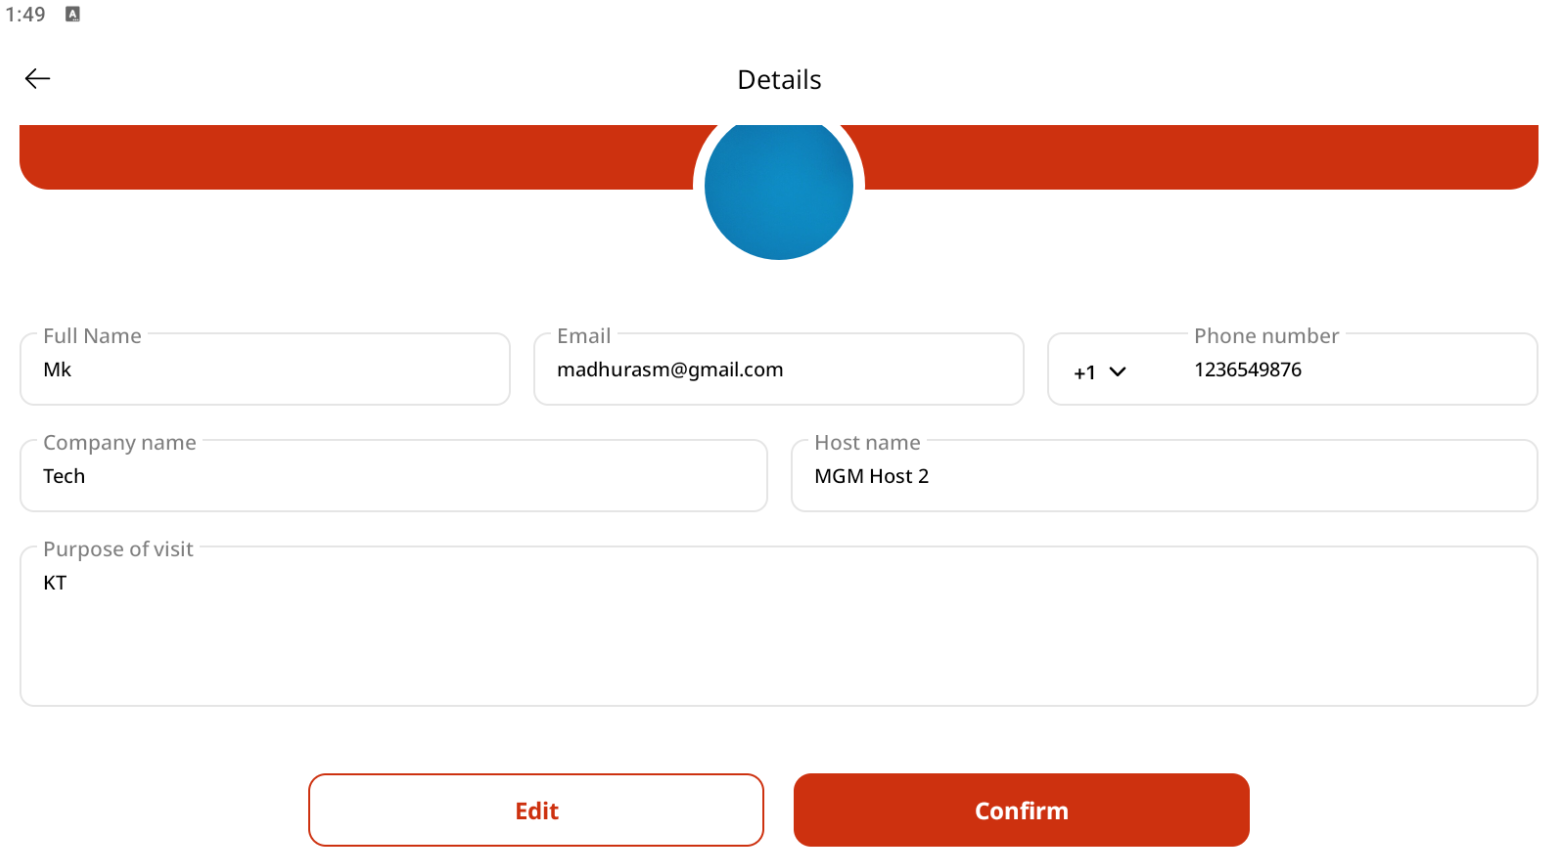 1:49 A
Details
Full Name
Mk
Email
madhurasm@gmail.com
Phone number
+1 1236549876
Company name
Tech
Host name
MGM Host 2
Purpose of visit
KT
Edit
Confirm